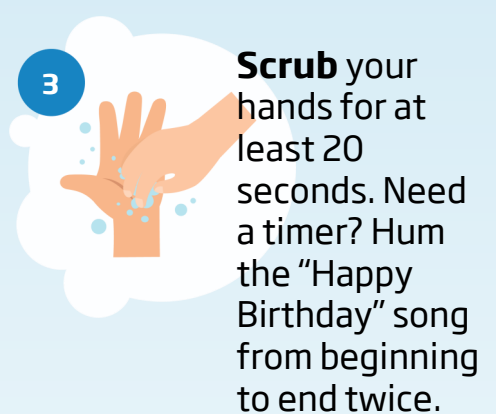 3
Scrub your
hands for at
least 20
seconds. Need
a timer? Hum
the “Happy
Birthday” song
from beginning
to end twice.